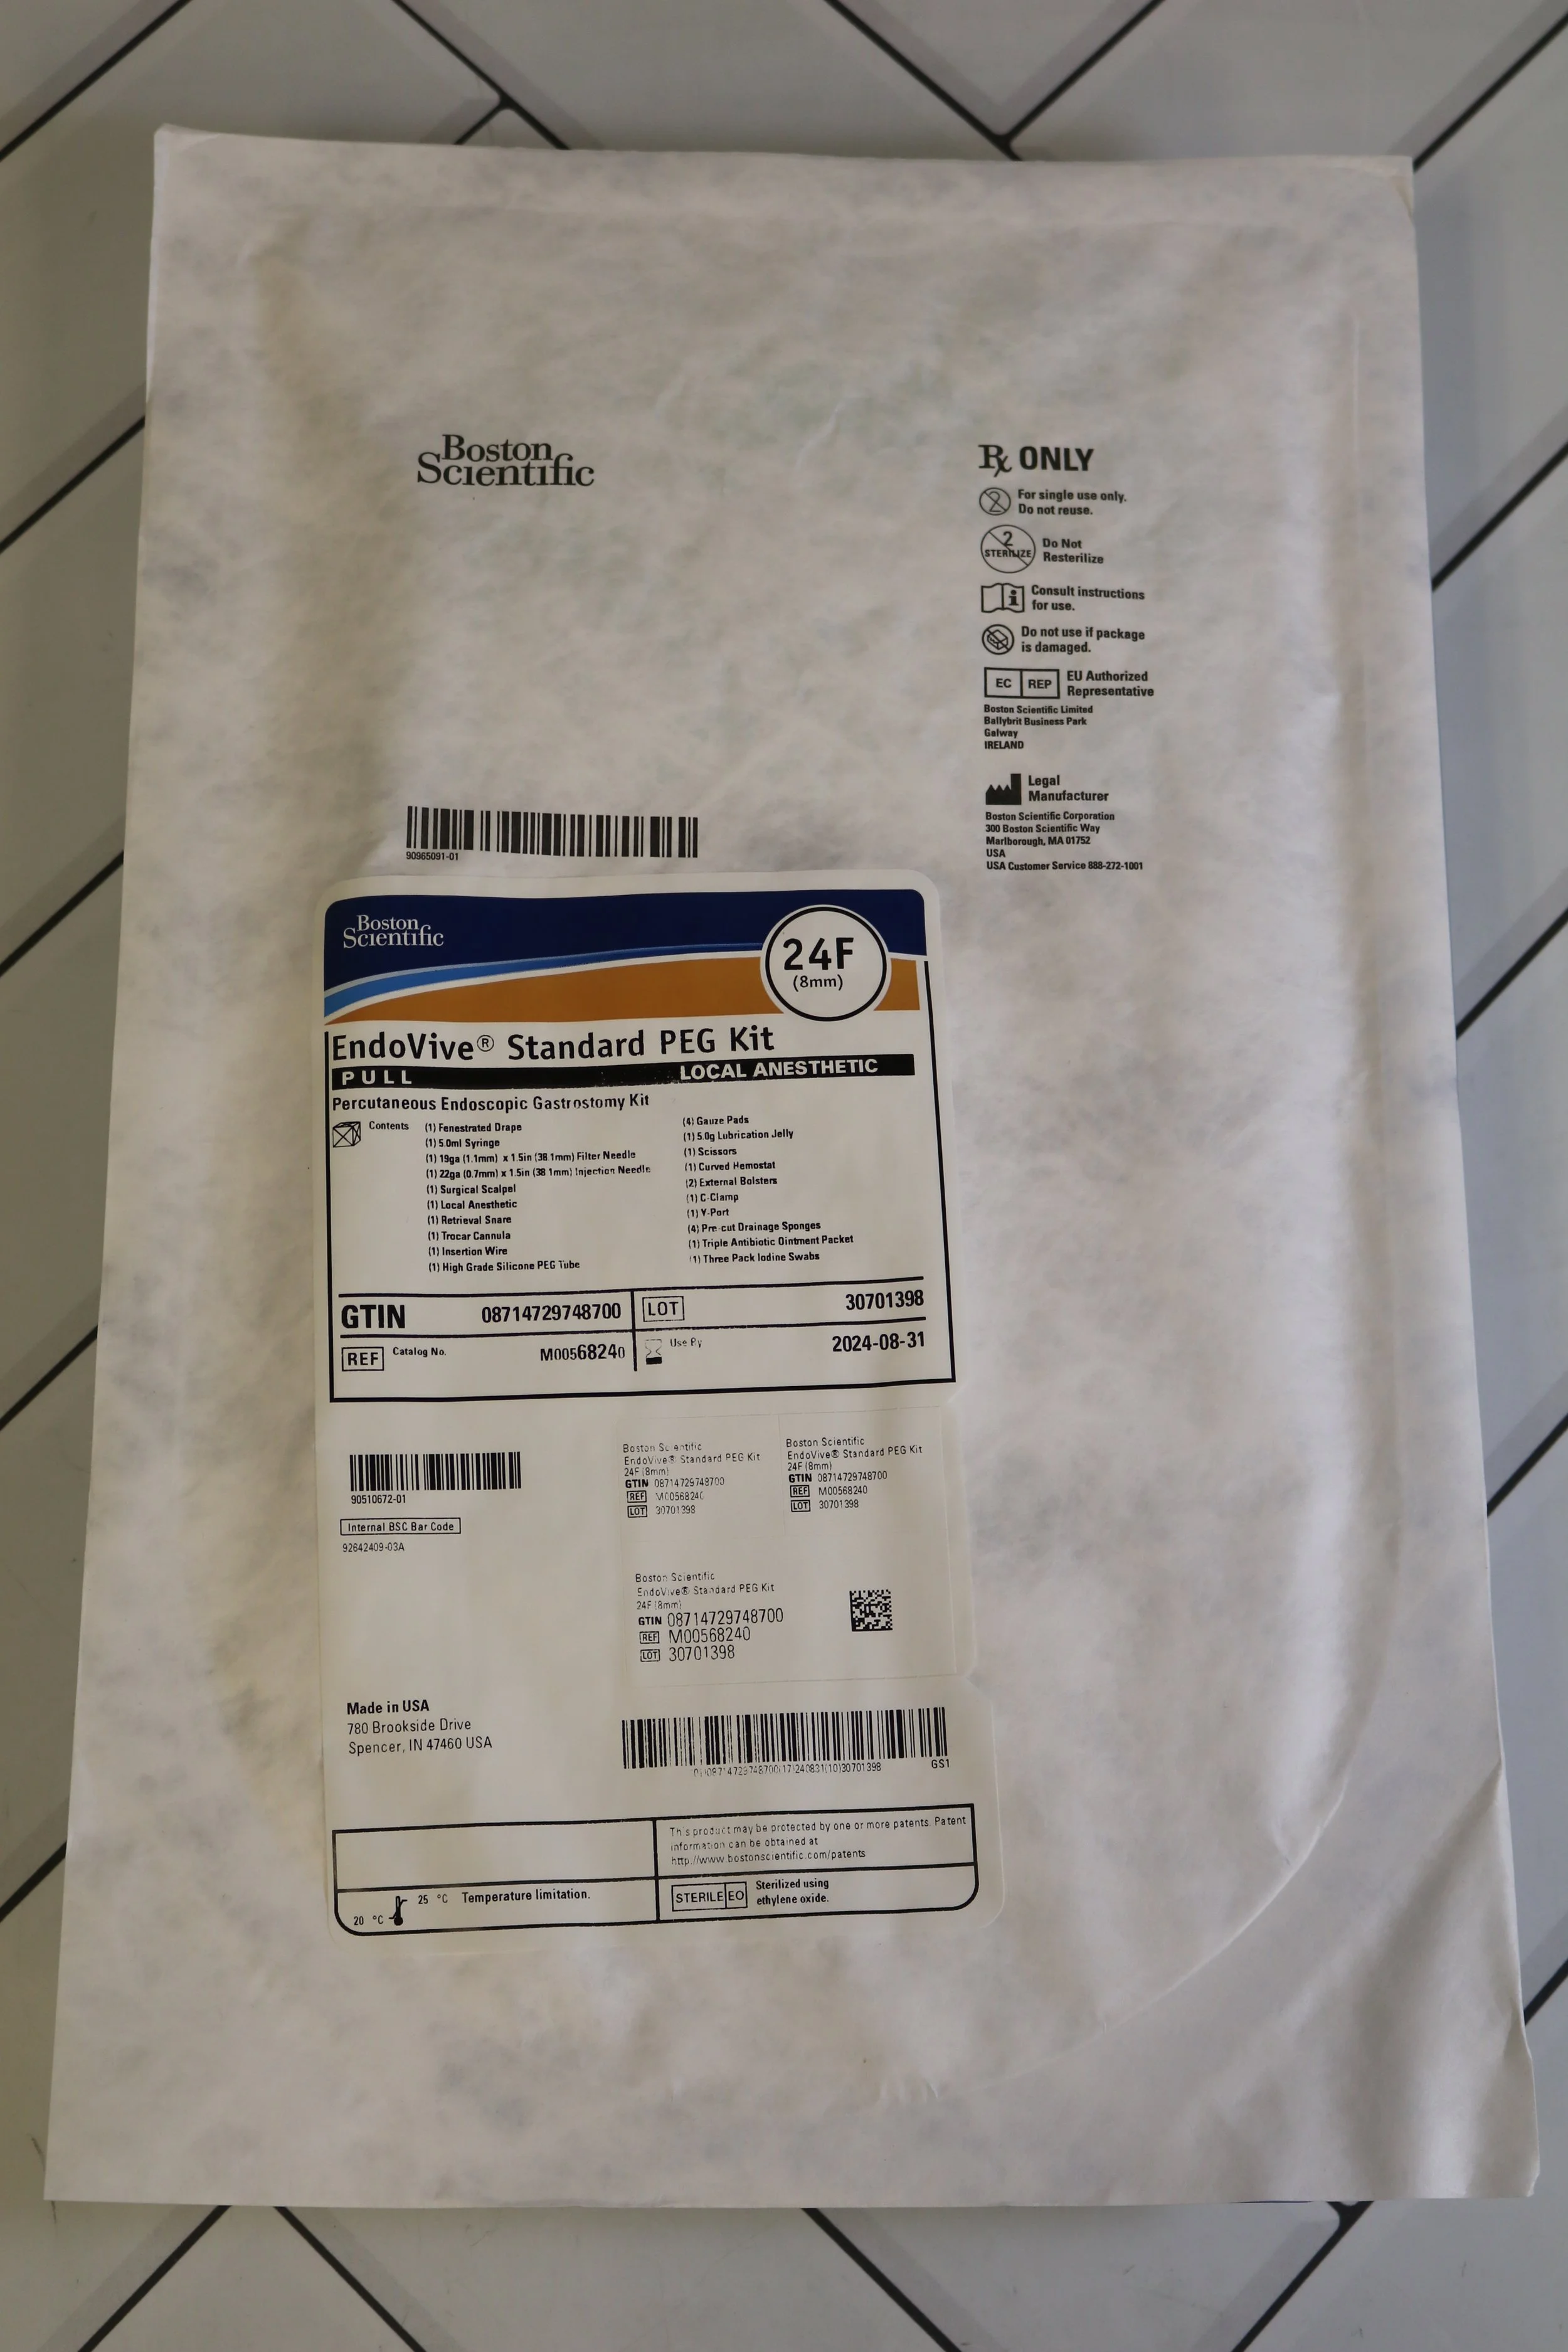 Boston
Scientific
Rx ONLY
For single use only.
Do not reuse.
2
STERILIZE
Do Not
Resterilize
Consult instructions
for use.
Do not use if package
is damaged.
EC REP
EU Authorized
Representative
Boston Scientific Limited
Ballybrit Business Park
Galway
IRELAND
Legal
Manufacturer
Boston Scientific Corporation
300 Boston Scientific Way
Marlborough, MA 01752
USA
USA Customer Service 888-272-1001
90965091-01
Boston
Scientific
24F
(8mm)
EndoVive® Standard PEG Kit
PULL LOCAL ANESTHETIC
Percutaneous Endoscopic Gastrostomy Kit
Contents
(1) Fenestrated Drape
(1) 5.0ml Syringe
(1) 19ga (1.1mm) x 1.5in (38.1mm) Filter Needle
(1) 22ga (0.7mm) x 1.5in (38.1mm) Injection Needle
(1) Surgical Scalpel
(1) Local Anesthetic
(1) Retrieval Snare
(1) Trocar Cannula
(1) Insertion Wire
(1) High Grade Silicone PEG Tube
(4) Gauze Pads
(1) 5.0g Lubrication Jelly
(1) Scissors
(1) Curved Hemostat
(2) External Bolsters
(1) C-Clamp
(1) Y-Port
(4) Pre-cut Drainage Sponges
(1) Triple Antibiotic Ointment Packet
(1) Three Pack Iodine Swabs
GTIN 08714729748700
LOT 30701398
REF Catalog No. M00568240
Use By 2024-08-31
90510672-01
Internal BSC Bar Code
92642409-03A
Boston Scientific
EndoVive® Standard PEG Kit
24F (8mm)
GTIN 08714729748700
REF M00568240
LOT 30701398
Boston Scientific
EndoVive® Standard PEG Kit
24F (8mm)
GTIN 08714729748700
REF M00568240
LOT 30701398
Boston Scientific
EndoVive® Standard PEG Kit
24F (8mm)
GTIN 08714729748700
REF M00568240
LOT 30701398
Made in USA
780 Brookside Drive
Spencer, IN 47460 USA
(01)08714729748700(17)240831(10)30701398
GS1
This product may be protected by one or more patents. Patent
information can be obtained at
http://www.bostonscientific.com/patents
20 °C
25 °C Temperature limitation.
STERILE EO
Sterilized using
ethylene oxide.